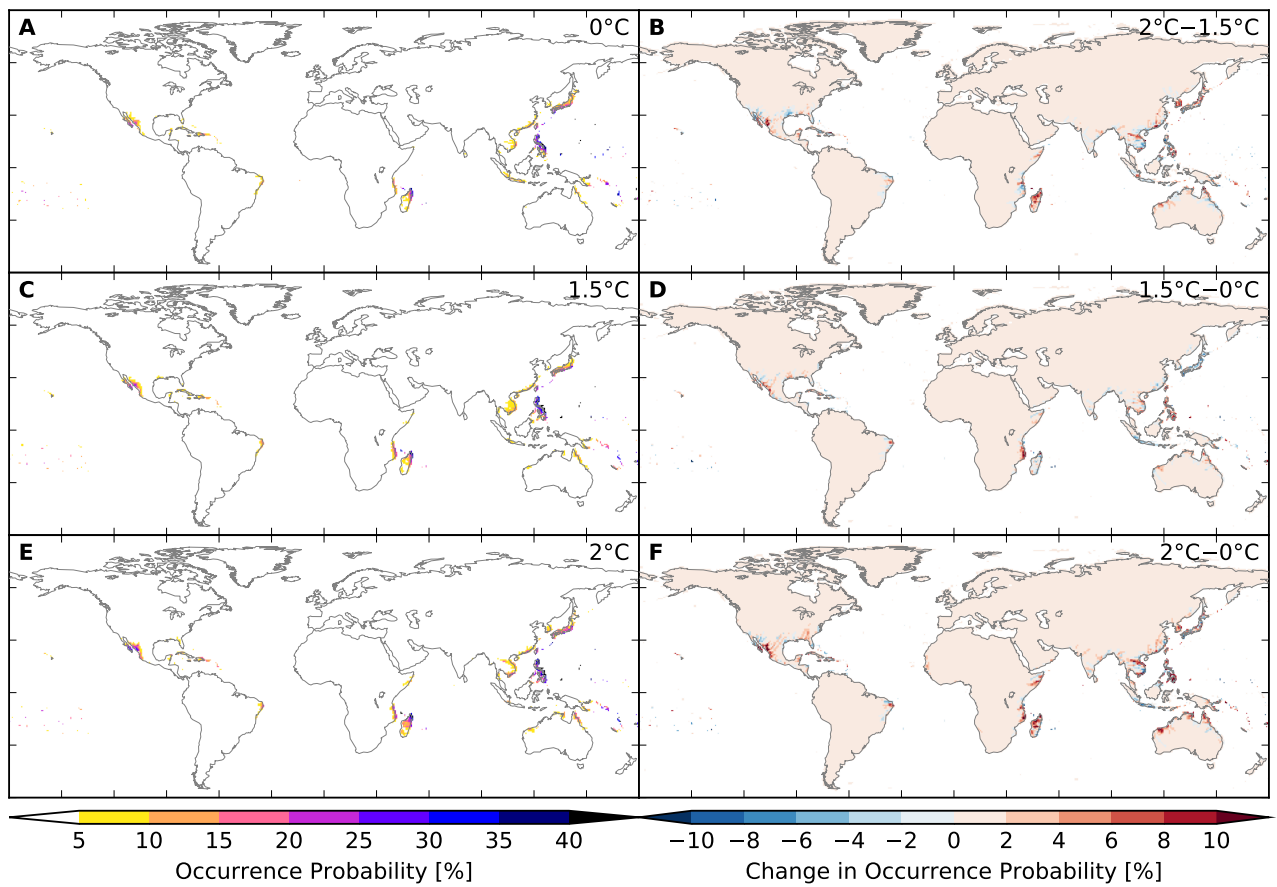 A 0°C
B 2°C−1.5°C
C 1.5°C
D 1.5°C−0°C
E 2°C
F 2°C−0°C
5 10 15 20 25 30 35 40
−10 −8 −6 −4 −2 0 2 4 6 8 10
Occurrence Probability [%]
Change in Occurrence Probability [%]